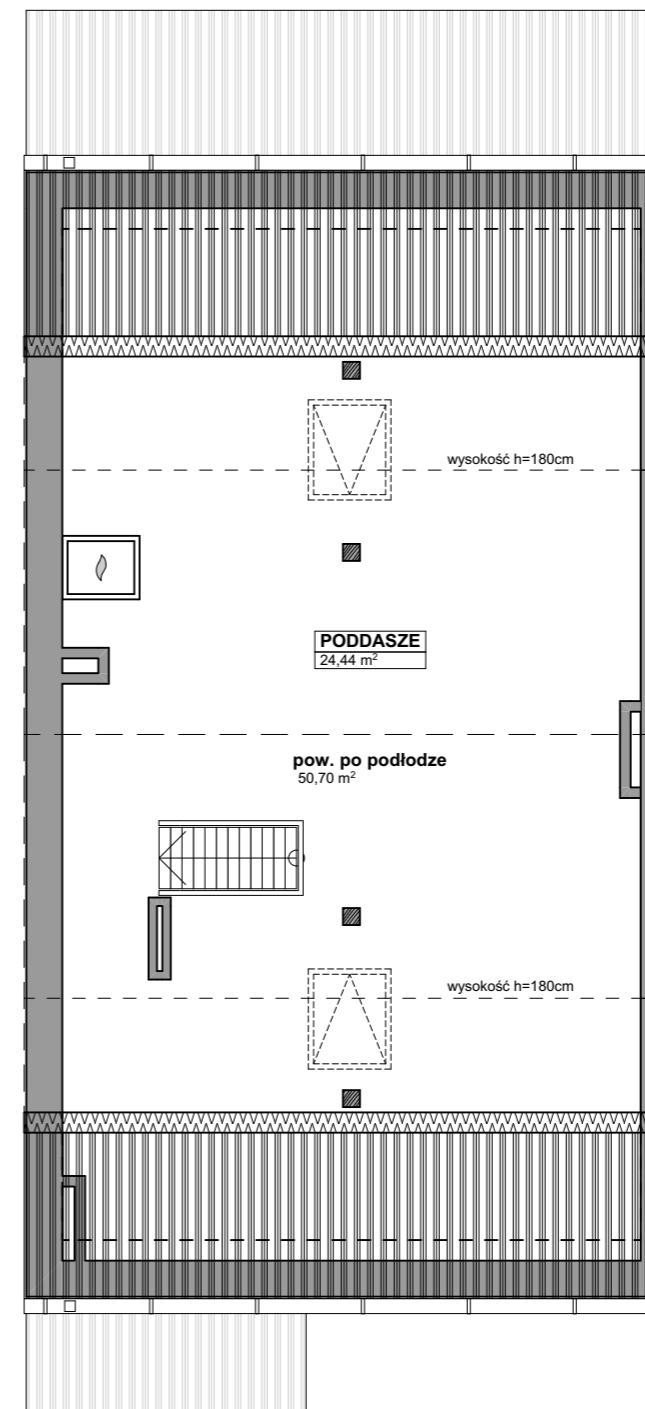 wysokość h=180cm
PODDASZE
24,44 m²
pow. po podłodze
50,70 m²
wysokość h=180cm